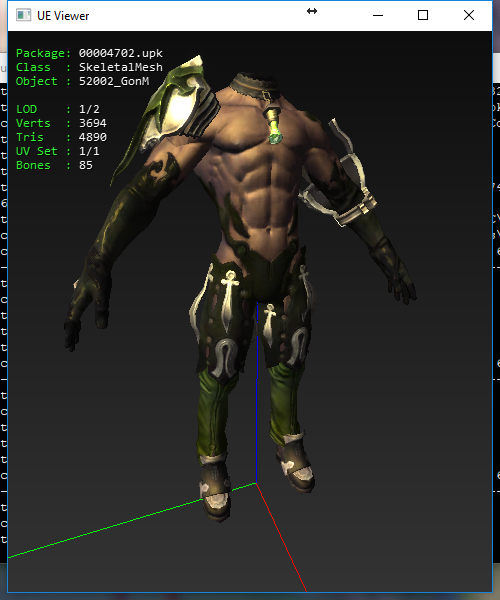 UE Viewer
Package: 00004702.upk
Class : SkeletalMesh
Object : 52002_GonM
LOD : 1/2
Verts : 3694
Tris : 4890
UV Set : 1/1
Bones : 85